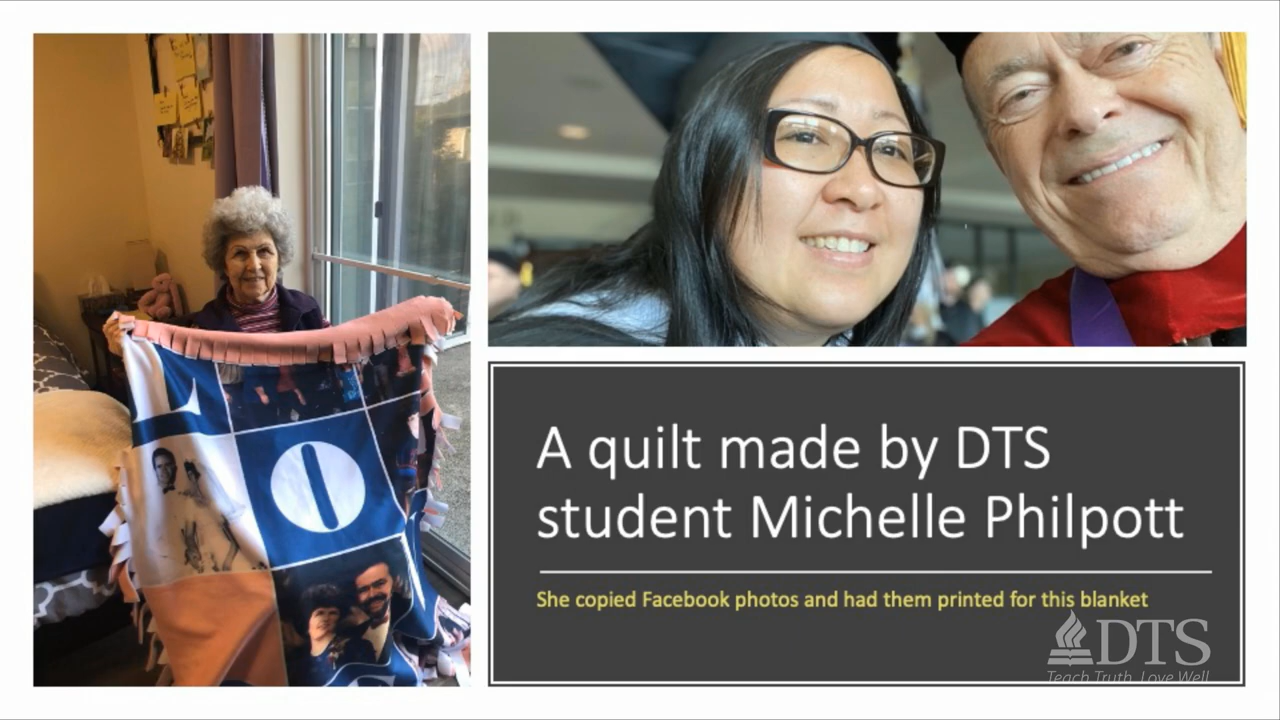 L
O
A quilt made by DTS
student Michelle Philpott
She copied Facebook photos and had them printed for this blanket
DTS
Teach Truth. Love Well.